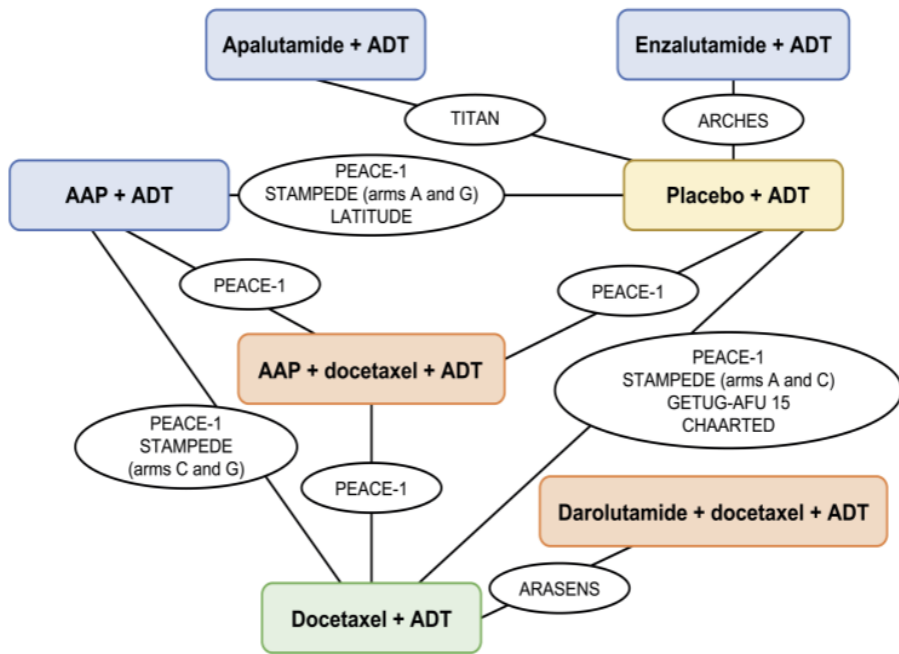 Apalutamide + ADT
Enzalutamide + ADT
TITAN
ARCHES
AAP + ADT
PEACE-1
STAMPEDE (arms A and G)
LATITUDE
Placebo + ADT
PEACE-1
PEACE-1
AAP + docetaxel + ADT
PEACE-1
STAMPEDE (arms A and C)
GETUG-AFU 15
CHAARTED
PEACE-1
STAMPEDE
(arms C and G)
PEACE-1
Darolutamide + docetaxel + ADT
ARASENS
Docetaxel + ADT